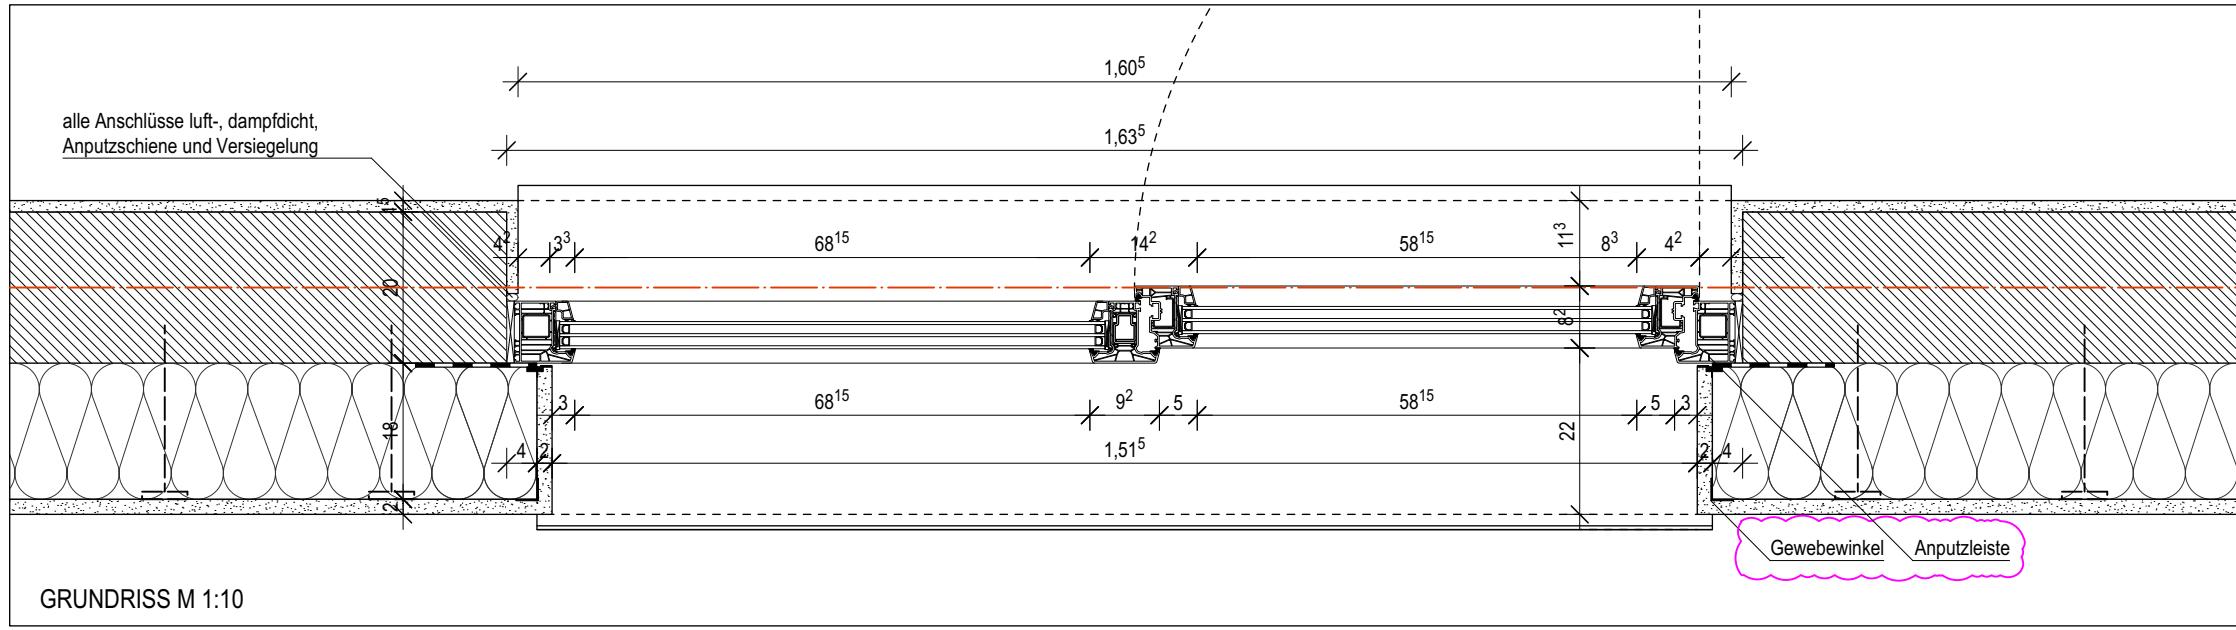 1,60⁵
alle Anschlüsse luft-, dampfdicht,
Anputzschiene und Versiegelung
1,63⁵
1⁵
4² 3³ 68¹⁵ 14² 58¹⁵ 8³ 4²
11³
20
8²
3 68¹⁵ 9² 5 58¹⁵ 5 3
18
22
4 2 1,51⁵ 2 4
2
Gewebewinkel Anputzleiste
GRUNDRISS M 1:10